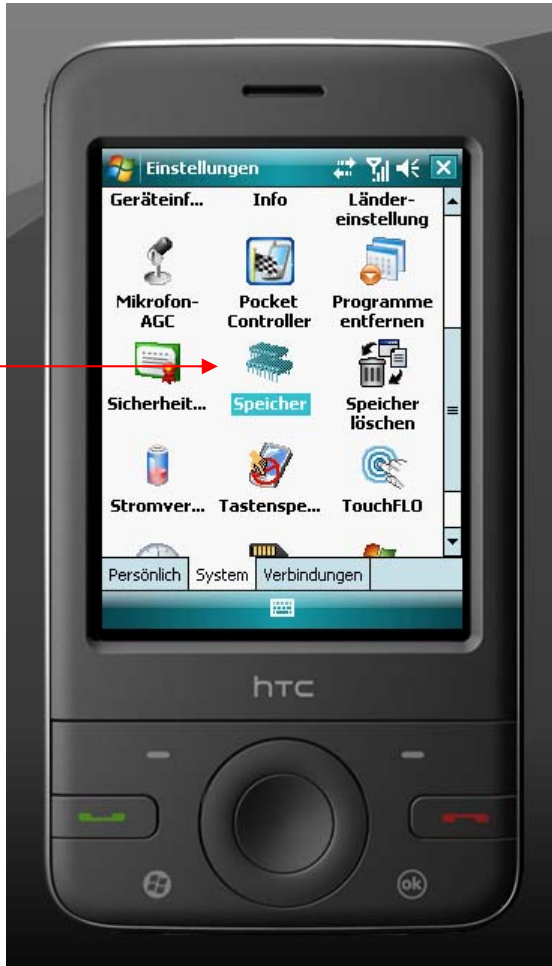 Einstellungen
Geräteinf... Info Länder-
einstellung
Mikrofon- Pocket Programme
AGC Controller entfernen
Sicherheit... Speicher Speicher
löschen
Stromver... Tastenspe... TouchFLO
Persönlich System Verbindungen
hTC
ok